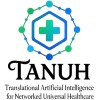 TANUH
Translational Artificial Intelligence
for Networked Universal Healthcare